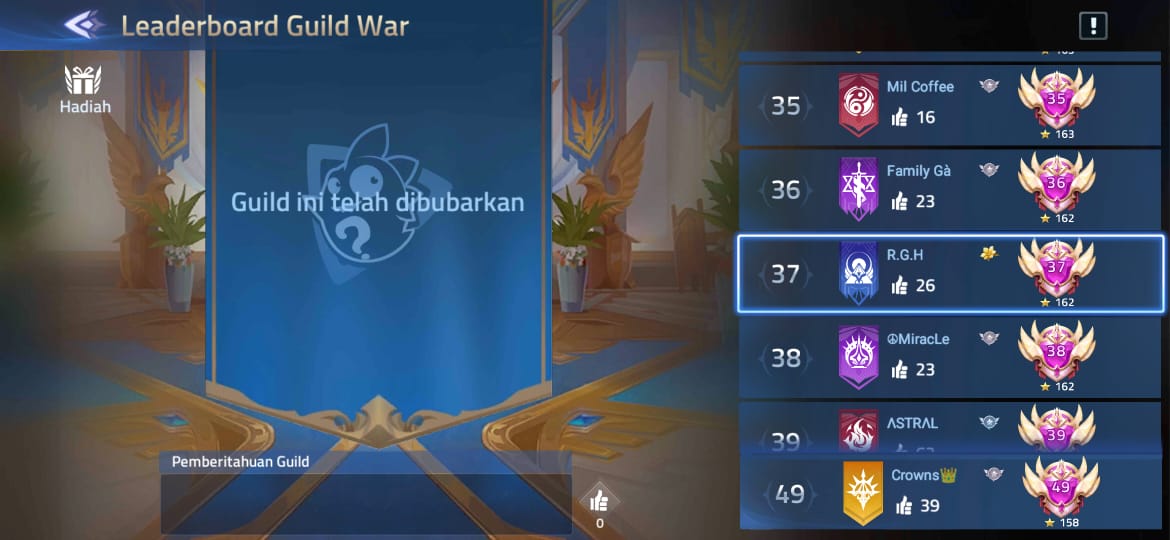 Leaderboard Guild War
!
Hadiah
Guild ini telah dibubarkan
?
Pemberitahuan Guild
0
35
Mil Coffee
16
35
163
36
Family Gà
23
36
162
37
R.G.H
26
37
162
38
☮MiracLe
23
38
162
39
ΛSTRΛL
39
49
Crowns👑
39
49
158